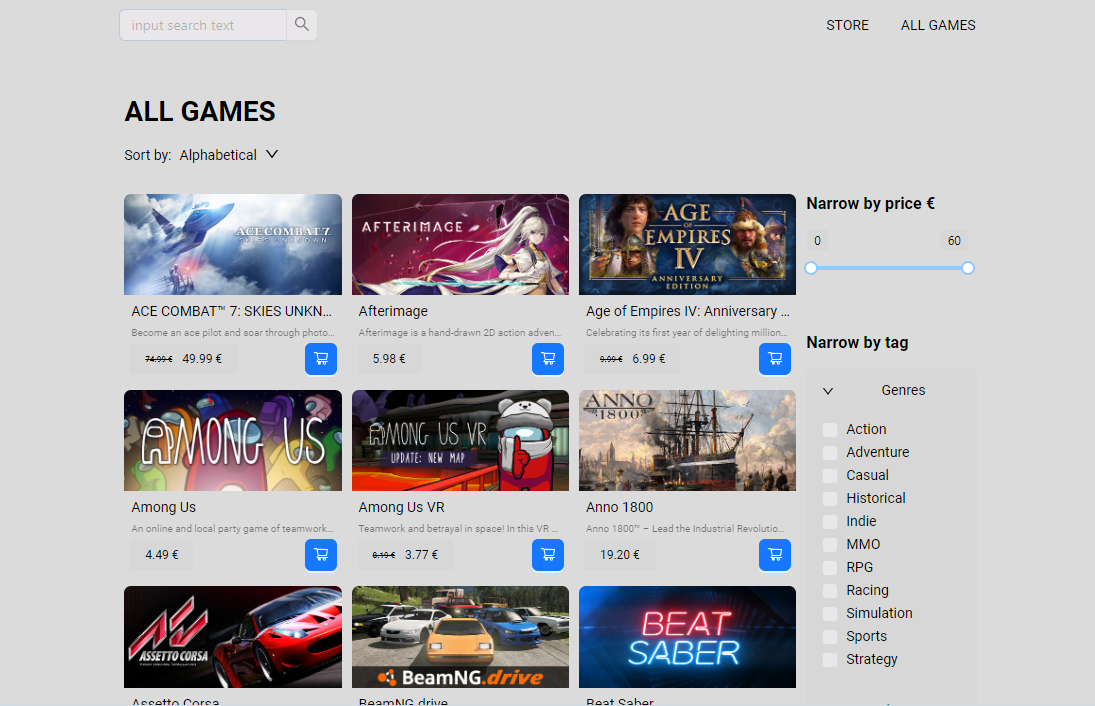 input search text
STORE
ALL GAMES
ALL GAMES
Sort by: Alphabetical
ACE COMBAT 7
SKIES UNKNOWN
AFTERIMAGE
AGE
OF
EMPIRES
IV
ANNIVERSARY
EDITION
ACE COMBAT™ 7: SKIES UNKN...
Become an ace pilot and soar through photo...
74.99 € 49.99 €
Afterimage
Afterimage is a hand-drawn 2D action adven...
5.98 €
Age of Empires IV: Anniversary ...
Celebrating its first year of delighting million...
9.99 € 6.99 €
AMONG US
AMONG US VR
UPDATE: NEW MAP
ANNO
1800
Among Us
An online and local party game of teamwork...
4.49 €
Among Us VR
Teamwork and betrayal in space! In this VR ...
8.19 € 3.77 €
Anno 1800
Anno 1800™ – Lead the Industrial Revolutio...
19.20 €
ASSETTO CORSA
BeamNG.drive
BEAT
SABER
Assetto Corsa
BeamNG.drive
Beat Saber
Narrow by price €
0
60
Narrow by tag
Genres
Action
Adventure
Casual
Historical
Indie
MMO
RPG
Racing
Simulation
Sports
Strategy